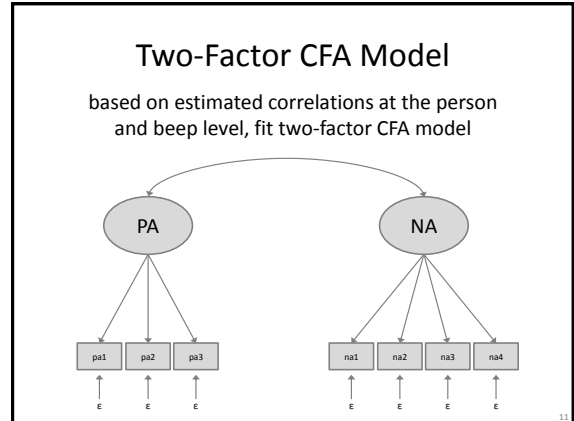 Two-Factor CFA Model
based on estimated correlations at the person
and beep level, fit two-factor CFA model
PA
NA
pa1 pa2 pa3 na1 na2 na3 na4
ε ε ε ε ε ε ε
11